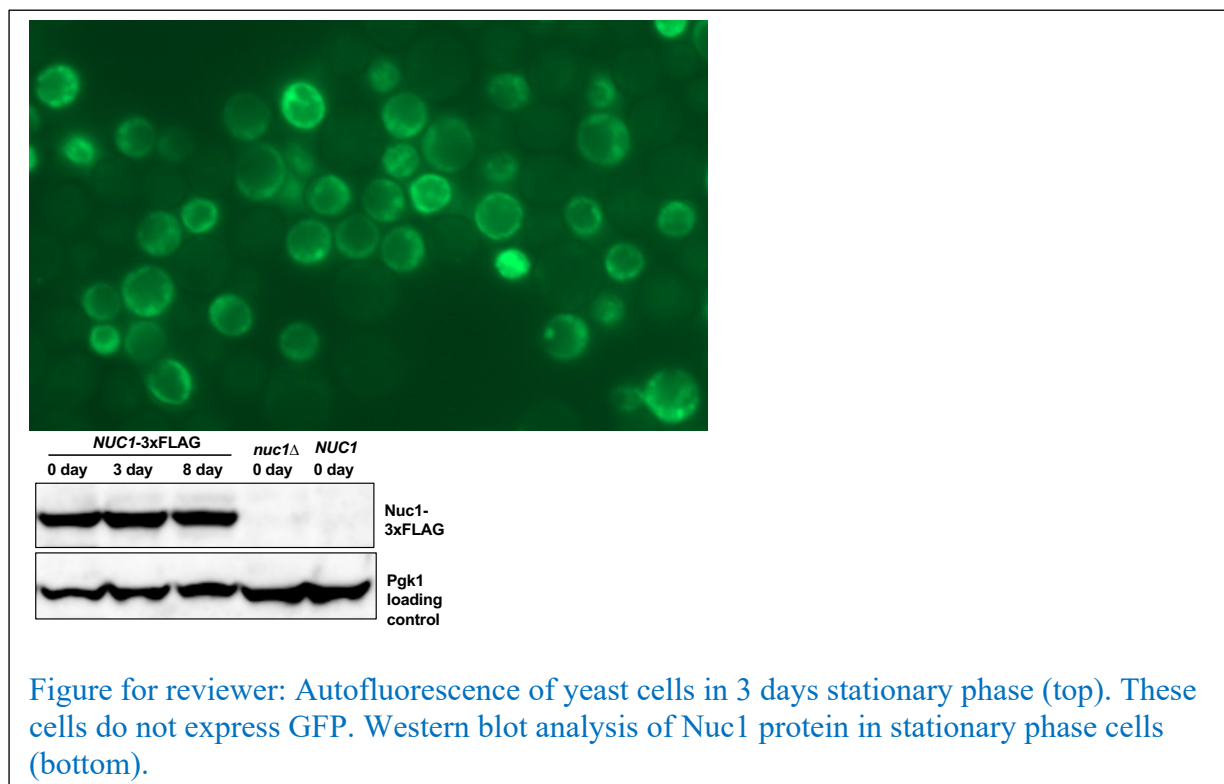 NUC1-3xFLAG
nuc1Δ NUC1
0 day 3 day 8 day 0 day 0 day
Nuc1-
3xFLAG
Pgk1
loading
control
Figure for reviewer: Autofluorescence of yeast cells in 3 days stationary phase (top). These
cells do not express GFP. Western blot analysis of Nuc1 protein in stationary phase cells
(bottom).